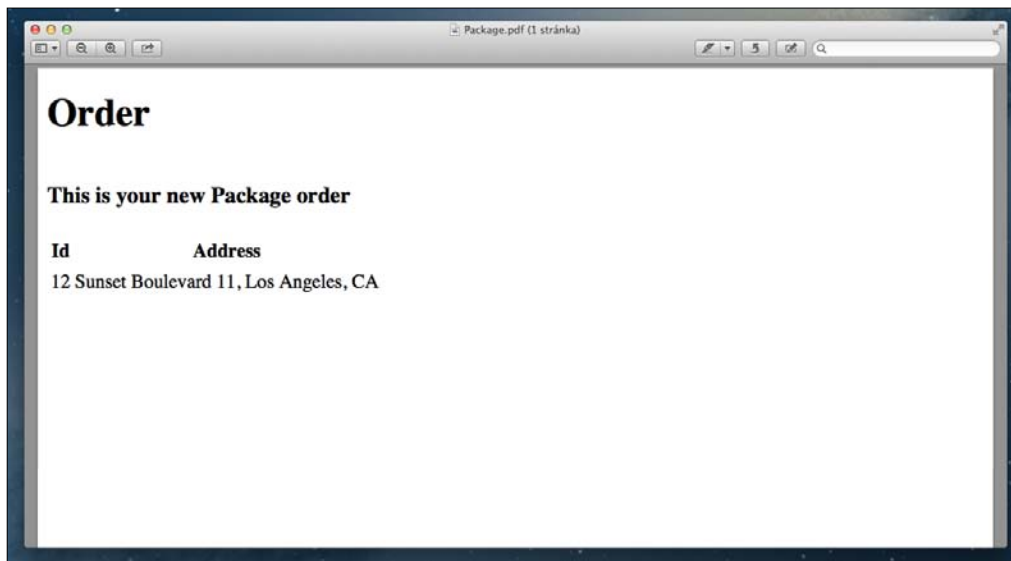 Package.pdf (1 stránka)
Order
This is your new Package order
Id Address
12 Sunset Boulevard 11, Los Angeles, CA